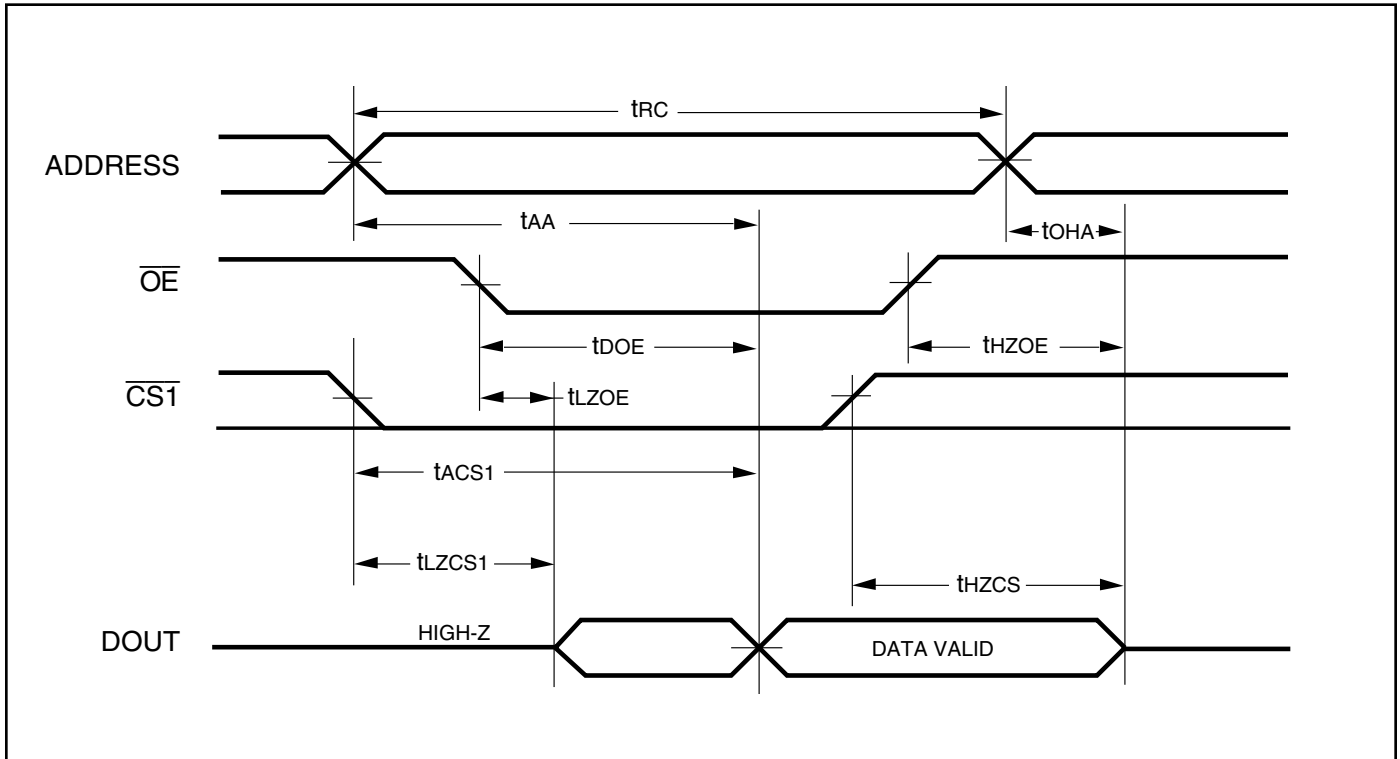 tRC
ADDRESS
tAA
tOHA
OE
tDOE
tHZOE
CS1
tLZOE
tACS1
tLZCS1
tHZCS
HIGH-Z
DOUT
DATA VALID